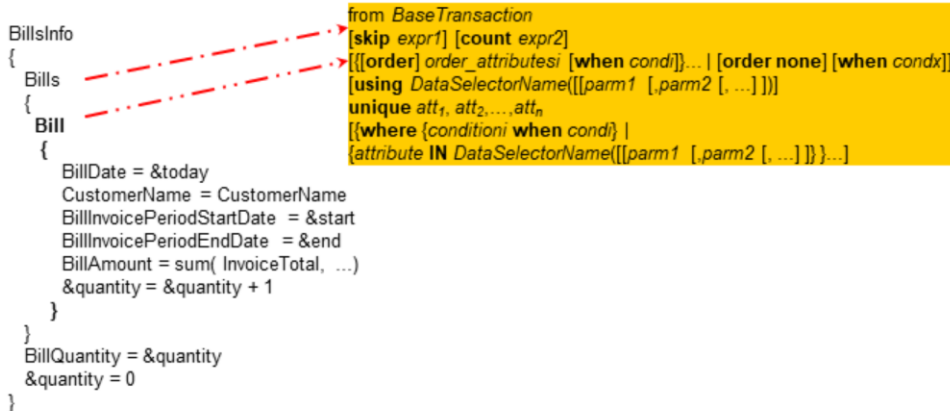 BillsInfo
{
Bills
{
Bill
{
BillDate = &today
CustomerName = CustomerName
BillInvoicePeriodStartDate = &start
BillInvoicePeriodEndDate = &end
BillAmount = sum( InvoiceTotal, ...)
&quantity = &quantity + 1
}
}
BillQuantity = &quantity
&quantity = 0
}
from BaseTransaction
[skip expr1] [count expr2]
[{[order] order_attributesi [when condi]}... | [order none] [when condx]]
[using DataSelectorName([[parm1 [,parm2 [, ...] ])]
unique att1, att2,...,attn
[{where {conditioni when condi} |
{attribute IN DataSelectorName([[parm1 [,parm2 [, ...] ]} }...]